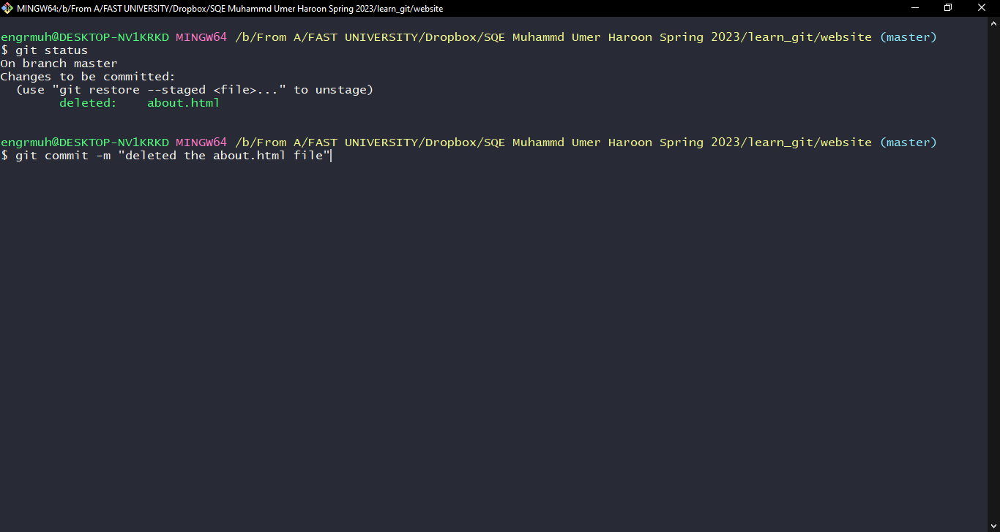 MINGW64:/b/From A/FAST UNIVERSITY/Dropbox/SQE Muhammd Umer Haroon Spring 2023/learn_git/website
engrmuh@DESKTOP-NV1KRKD MINGW64 /b/From A/FAST UNIVERSITY/Dropbox/SQE Muhammd Umer Haroon Spring 2023/learn_git/website (master)
$ git status
On branch master
Changes to be committed:
  (use "git restore --staged <file>..." to unstage)
        deleted:    about.html
engrmuh@DESKTOP-NV1KRKD MINGW64 /b/From A/FAST UNIVERSITY/Dropbox/SQE Muhammd Umer Haroon Spring 2023/learn_git/website (master)
$ git commit -m "deleted the about.html file"